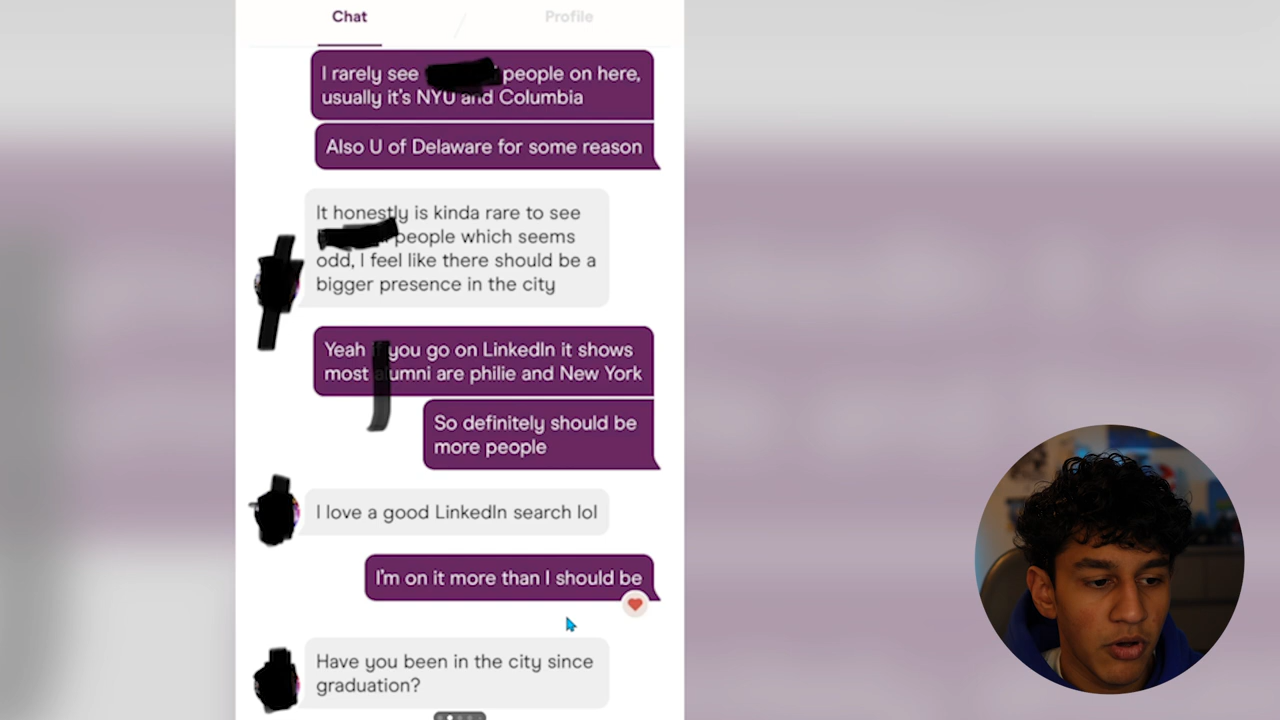 Chat
Profile
I rarely see people on here,
usually it's NYU and Columbia
Also U of Delaware for some reason
It honestly is kinda rare to see
people which seems
odd, I feel like there should be a
bigger presence in the city
Yeah if you go on LinkedIn it shows
most alumni are philie and New York
So definitely should be
more people
I love a good LinkedIn search lol
I'm on it more than I should be
Have you been in the city since
graduation?